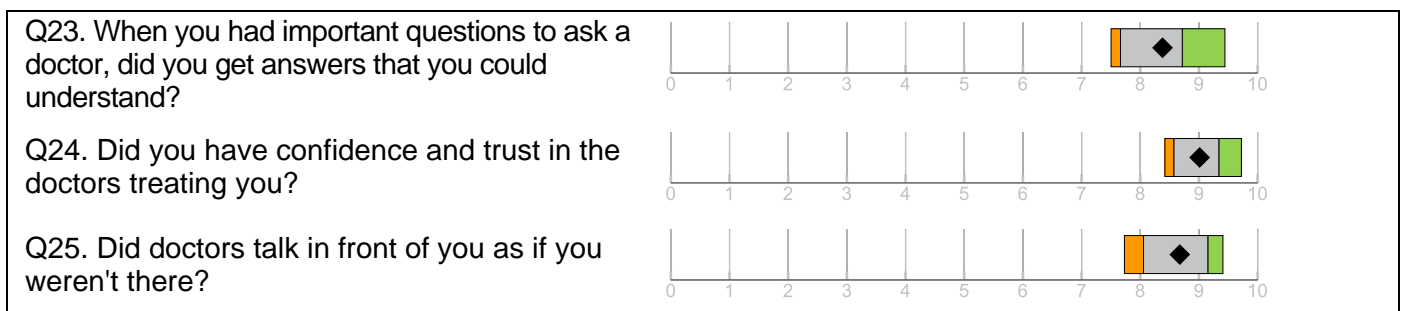 Q23. When you had important questions to ask a
doctor, did you get answers that you could
understand?
0 1 2 3 4 5 6 7 8 9 10
Q24. Did you have confidence and trust in the
doctors treating you?
0 1 2 3 4 5 6 7 8 9 10
Q25. Did doctors talk in front of you as if you
weren't there?
0 1 2 3 4 5 6 7 8 9 10